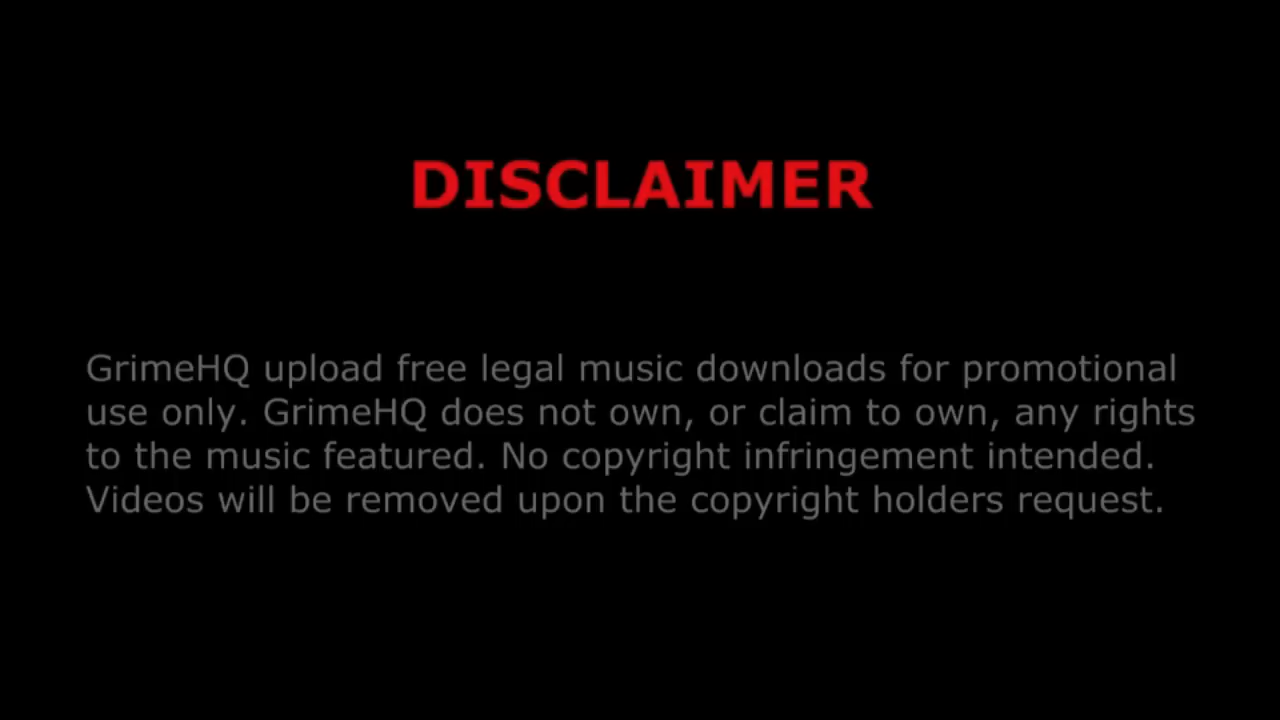 DISCLAIMER
GrimeHQ upload free legal music downloads for promotional
use only. GrimeHQ does not own, or claim to own, any rights
to the music featured. No copyright infringement intended.
Videos will be removed upon the copyright holders request.